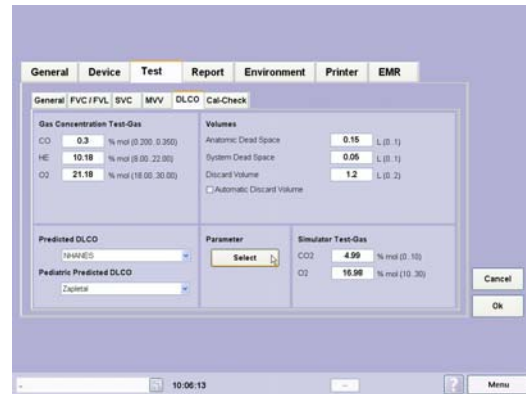 General Device Test Report Environment Printer EMR
General FVC/FVL SVC MVV DLCO Cal-Check
Gas Concentration Test-Gas
CO 0.3 % mol (0.200..0.350)
HE 10.18 % mol (8.00..22.00)
O2 21.18 % mol (18.00..30.00)
Volumes
Anatomic Dead Space 0.15 L (0..1)
System Dead Space 0.05 L (0..1)
Discard Volume 1.2 L (0..2)
Automatic Discard Volume
Predicted DLCO
NHANES
Pediatric Predicted DLCO
Zapletal
Parameter
Select
Simulator Test-Gas
CO2 4.99 % mol (0..10)
O2 16.98 % mol (10..30)
Cancel
Ok
- 10:06:13 -- ? Menu